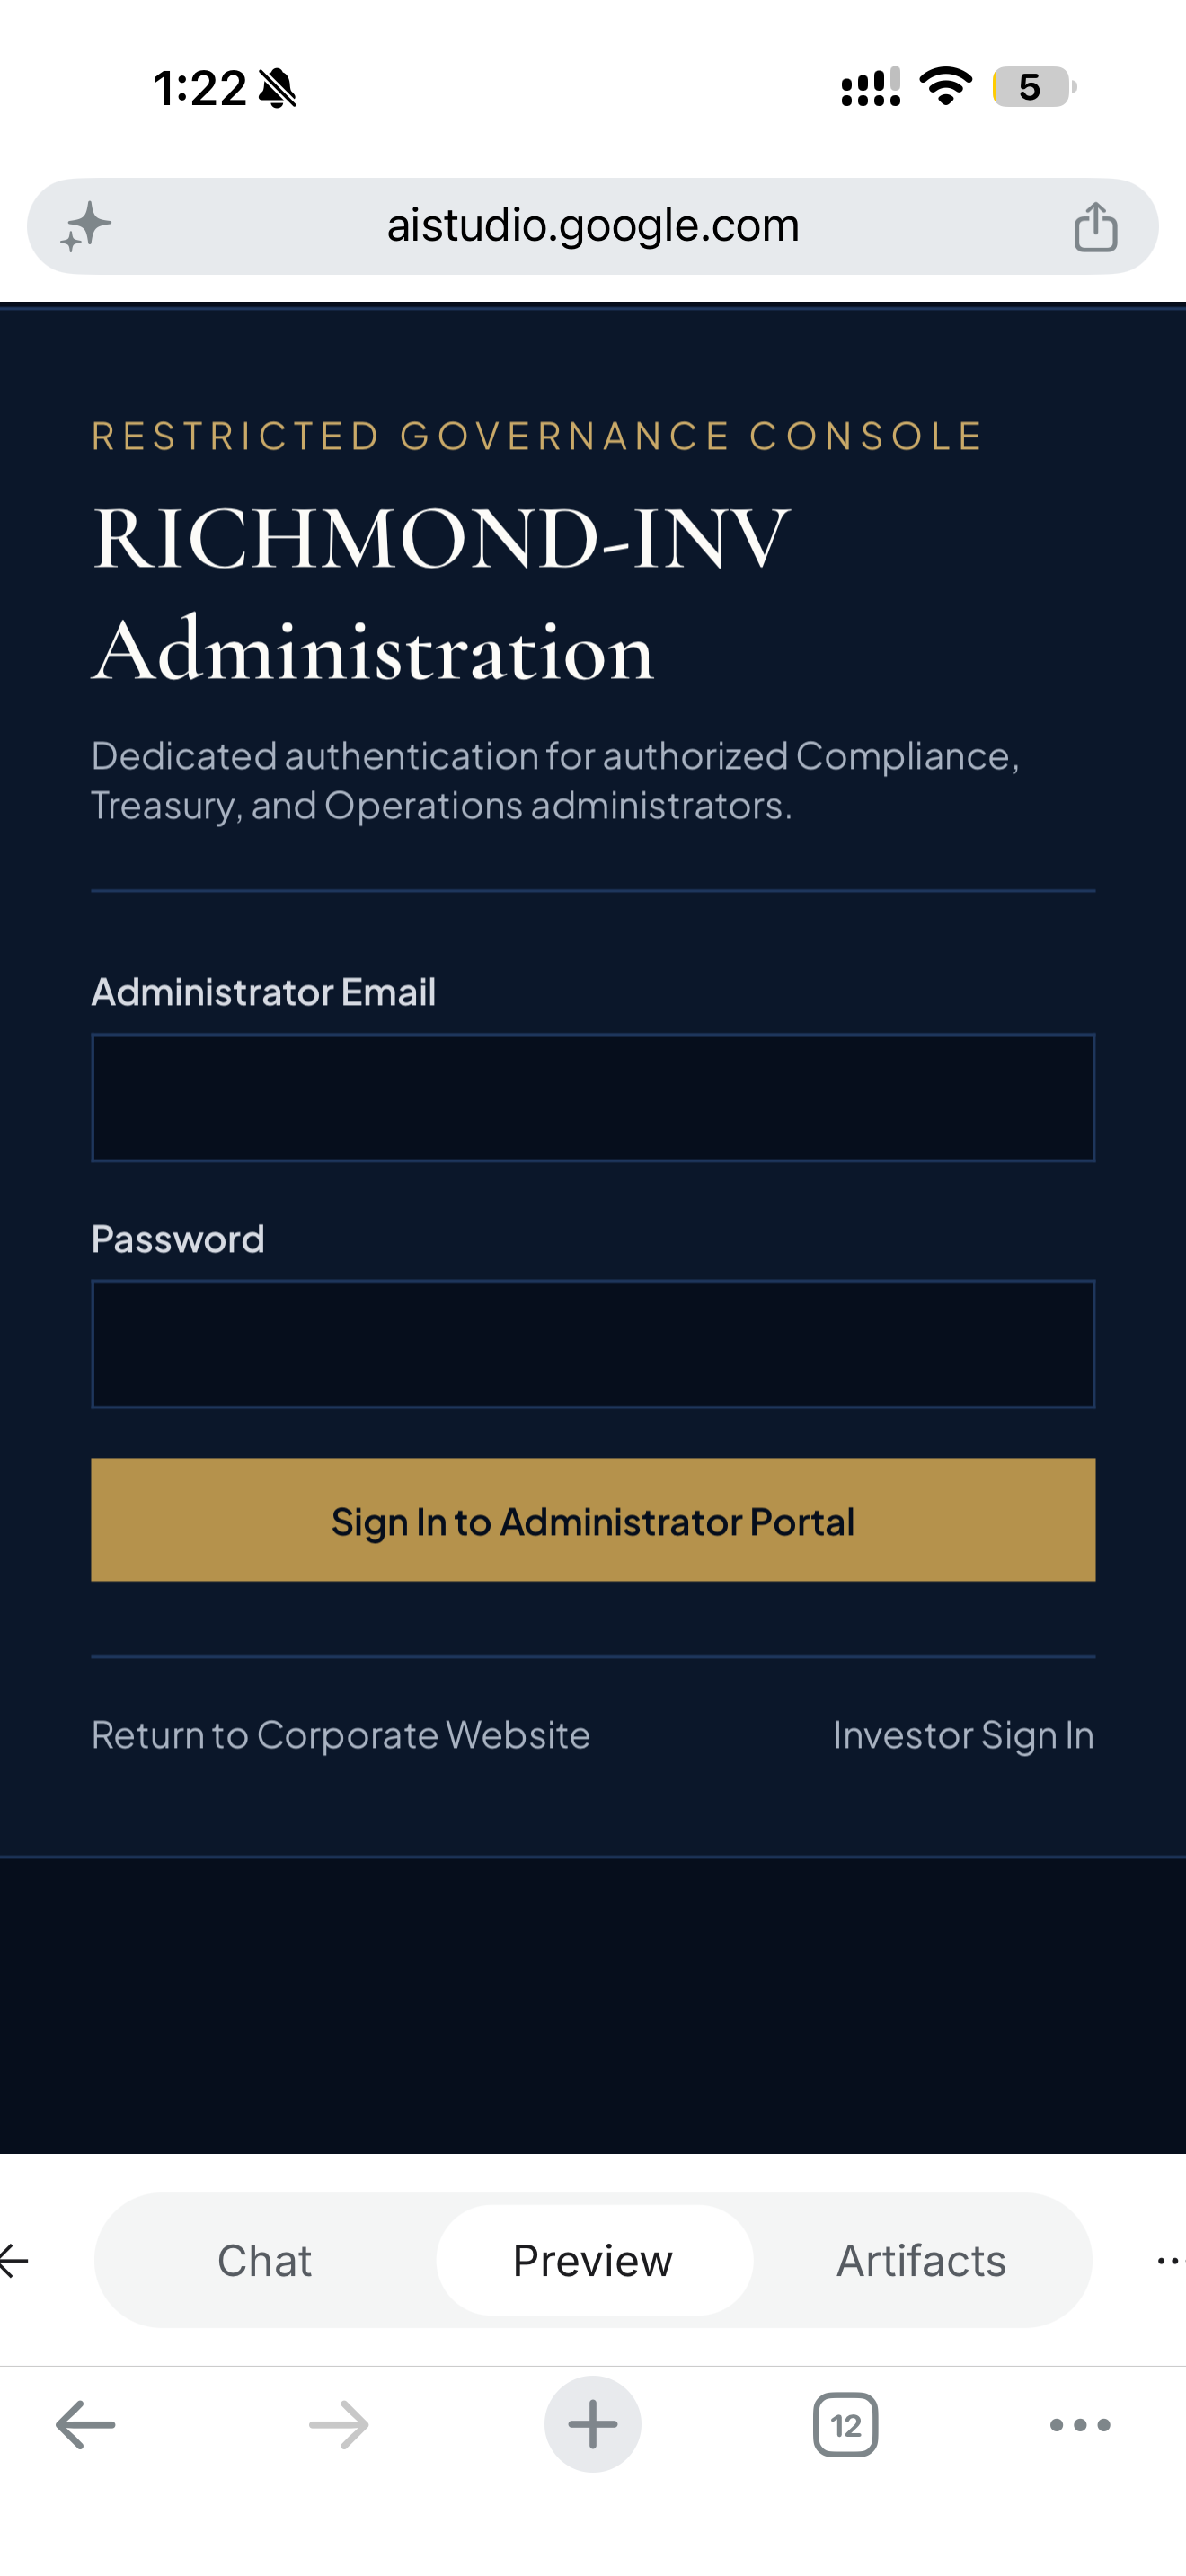 1:22
5
aistudio.google.com
RESTRICTED GOVERNANCE CONSOLE
RICHMOND-INV
Administration
Dedicated authentication for authorized Compliance,
Treasury, and Operations administrators.
Administrator Email
Password
Sign In to Administrator Portal
Return to Corporate Website
Investor Sign In
Chat
Preview
Artifacts
12